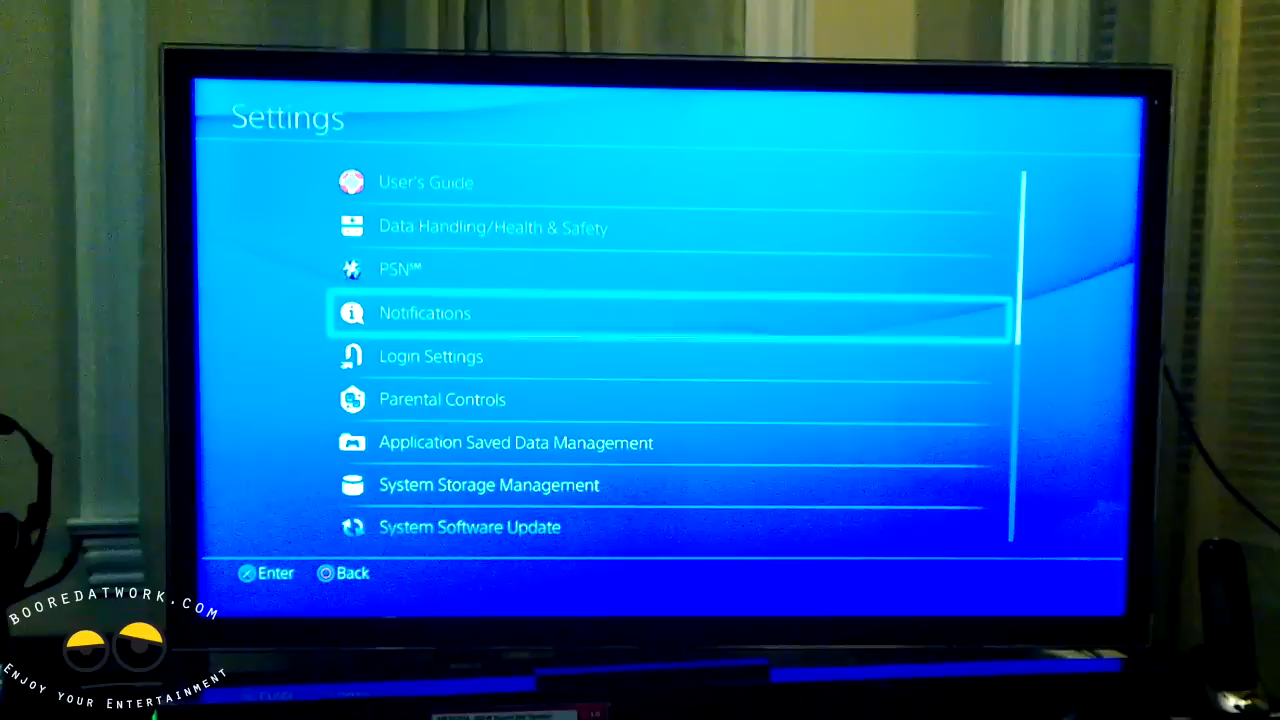 Settings
User's Guide
Data Handling/Health & Safety
PSN℠
Notifications
Login Settings
Parental Controls
Application Saved Data Management
System Storage Management
System Software Update
Enter Back
BOOREDATWORK.COM
ENJOY YOUR ENTERTAINMENT